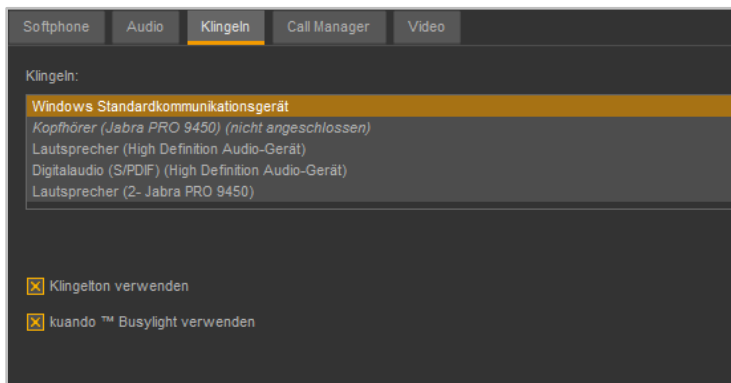 Softphone Audio Klingeln Call Manager Video
Klingeln:
Windows Standardkommunikationsgerät
Kopfhörer (Jabra PRO 9450) (nicht angeschlossen)
Lautsprecher (High Definition Audio-Gerät)
Digitalaudio (S/PDIF) (High Definition Audio-Gerät)
Lautsprecher (2- Jabra PRO 9450)
Klingelton verwenden
kuando ™ Busylight verwenden